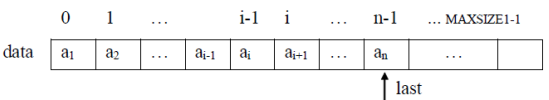 0 1 … i-1 i … n-1 … MAXSIZE1-1
data a₁ a₂ … aᵢ₋₁ aᵢ aᵢ₊₁ … aₙ …
last